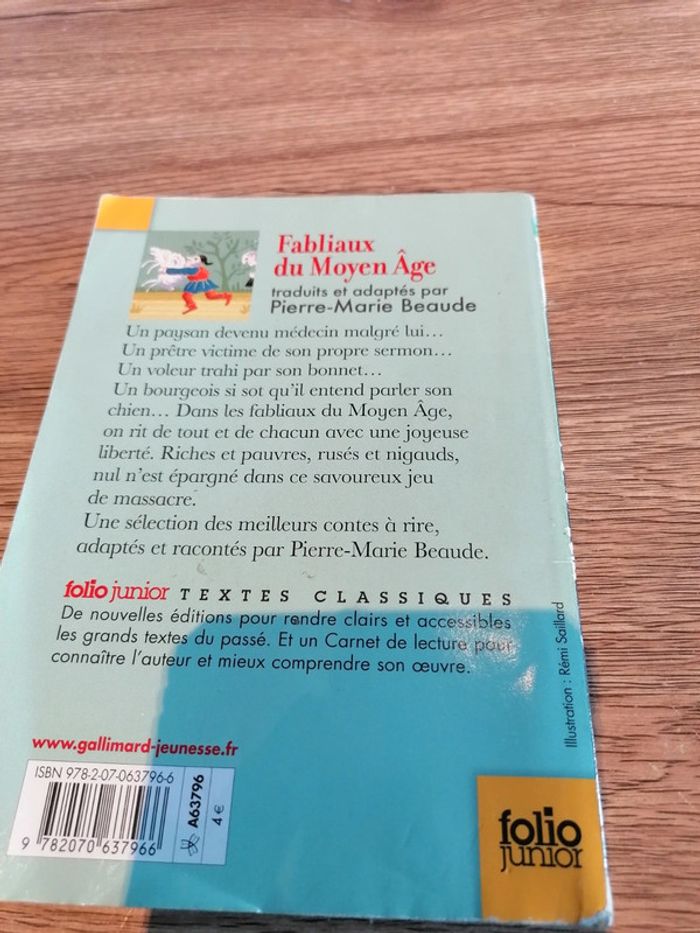 Fabliaux
du Moyen Âge
traduits et adaptés par
Pierre-Marie Beaude
Un paysan devenu médecin malgré lui…
Un prêtre victime de son propre sermon…
Un voleur trahi par son bonnet…
Un bourgeois si sot qu'il entend parler son
chien… Dans les fabliaux du Moyen Âge,
on rit de tout et de chacun avec une joyeuse
liberté. Riches et pauvres, rusés et nigauds,
nul n'est épargné dans ce savoureux jeu
de massacre.
Une sélection des meilleurs contes à rire,
adaptés et racontés par Pierre-Marie Beaude.
folio junior TEXTES CLASSIQUES
De nouvelles éditions pour rendre clairs et accessibles
les grands textes du passé. Et un Carnet de lecture pour
connaître l'auteur et mieux comprendre son œuvre.
Illustration : Rémi Saillard
www.gallimard-jeunesse.fr
ISBN 978-2-07-063796-6
9 782070 637966
A63796
4 €
folio
junior